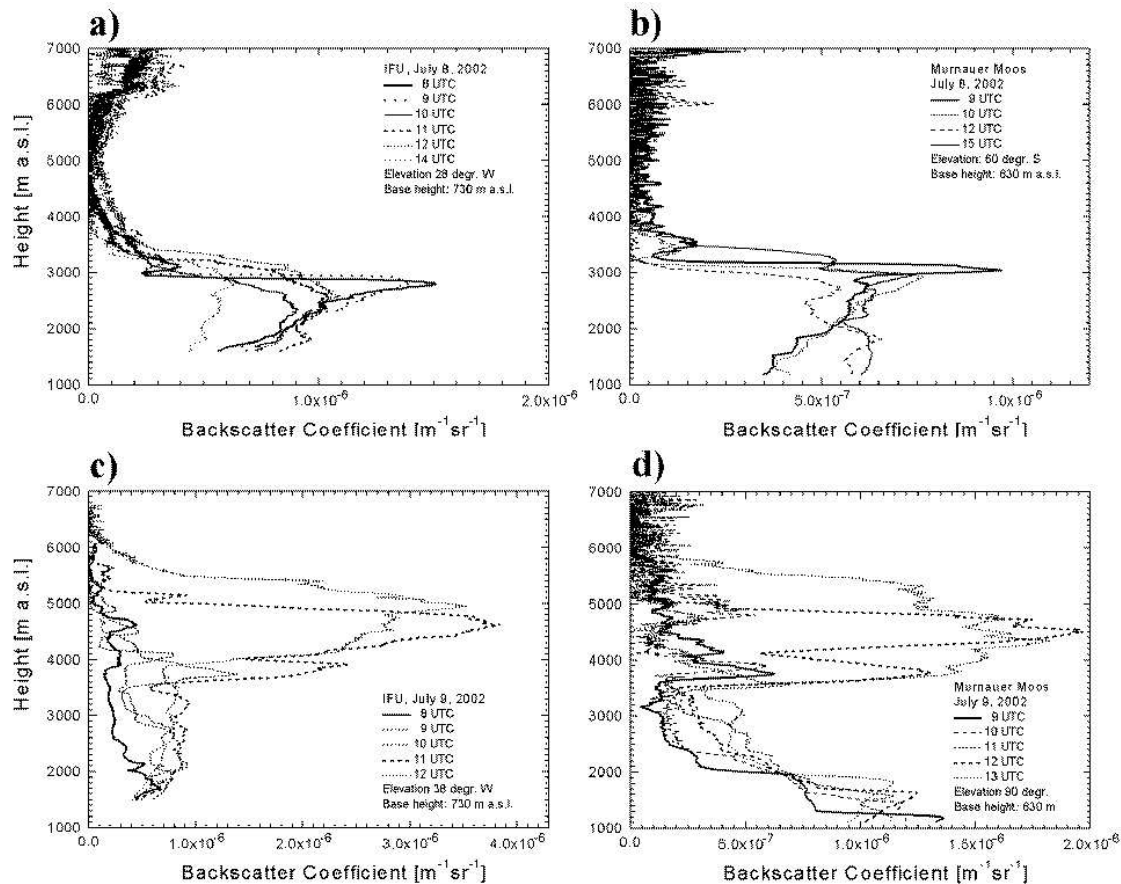 a)
7000
6000
5000
4000
3000
2000
1000
Height [m a.s.l.]
IFU, July 8, 2002
8 UTC
9 UTC
10 UTC
11 UTC
12 UTC
14 UTC
Elevation 28 degr. W
Base height: 730 m a.s.l.
0.0
1.0x10⁻⁶
2.0x10⁻⁶
Backscatter Coefficient [m⁻¹sr⁻¹]
b)
7000
6000
5000
4000
3000
2000
1000
Murnauer Moos
July 8, 2002
9 UTC
10 UTC
12 UTC
15 UTC
Elevation: 60 degr. S
Base height: 630 m a.s.l.
0.0
5.0x10⁻⁷
1.0x10⁻⁶
Backscatter Coefficient [m⁻¹sr⁻¹]
c)
7000
6000
5000
4000
3000
2000
1000
Height [m a.s.l.]
IFU, July 9, 2002
8 UTC
9 UTC
10 UTC
11 UTC
12 UTC
Elevation 38 degr. W
Base height: 730 m a.s.l.
0.0
1.0x10⁻⁶
2.0x10⁻⁶
3.0x10⁻⁶
4.0x10⁻⁶
Backscatter Coefficient [m⁻¹sr⁻¹]
d)
7000
6000
5000
4000
3000
2000
1000
Murnauer Moos
July 9, 2002
9 UTC
10 UTC
11 UTC
12 UTC
13 UTC
Elevation 90 degr.
Base height: 630 m
0.0
5.0x10⁻⁷
1.0x10⁻⁶
1.5x10⁻⁶
2.0x10⁻⁶
Backscatter Coefficient [m⁻¹sr⁻¹]